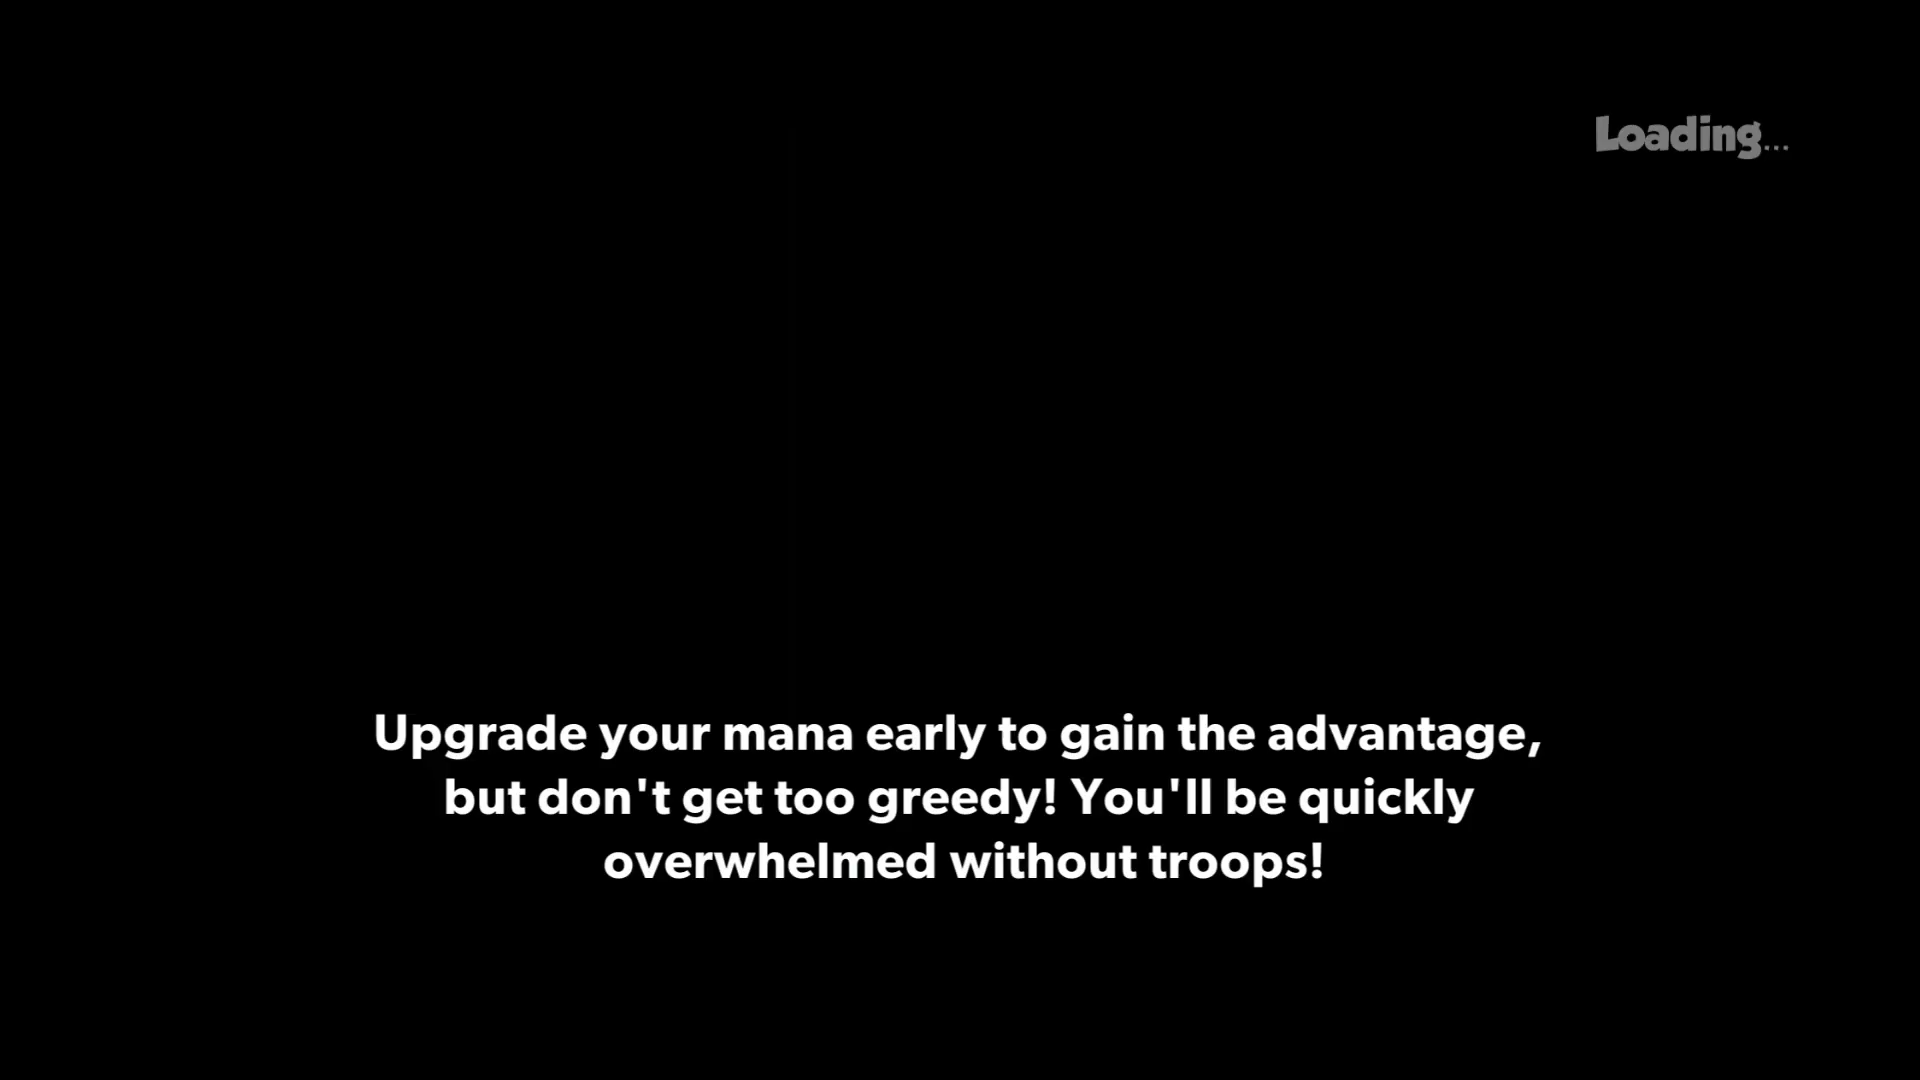 Loading...
Upgrade your mana early to gain the advantage,
but don't get too greedy! You'll be quickly
overwhelmed without troops!